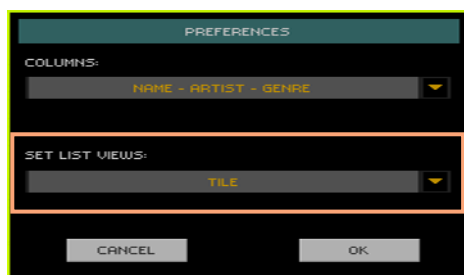 PREFERENCES
COLUMNS:
NAME - ARTIST - GENRE
SET LIST VIEWS:
TILE
CANCEL OK